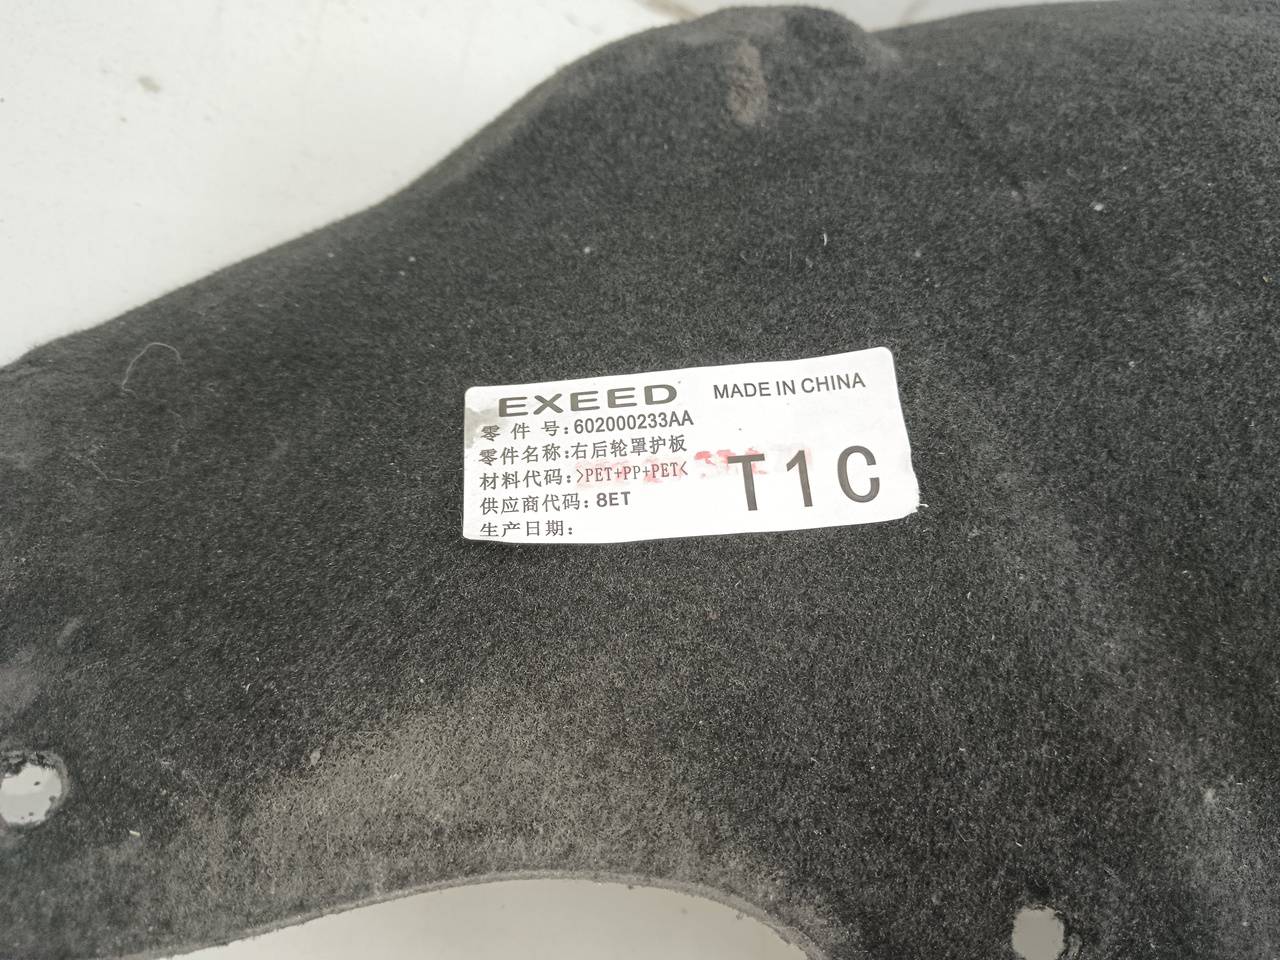 EXEED MADE IN CHINA
零 件 号:602000233AA
零件名称:右后轮罩护板
材料代码:>PET+PP+PET<
供应商代码:8ET
生产日期:
T1C